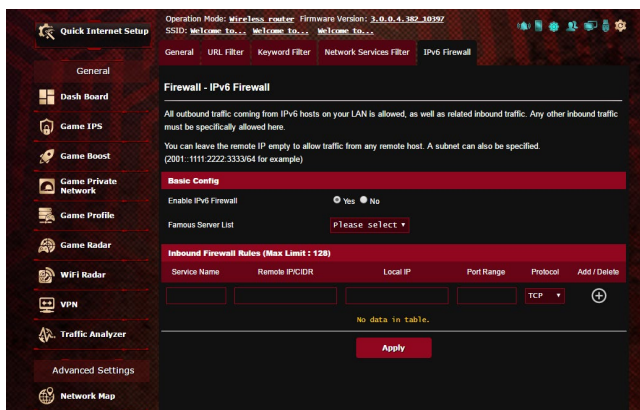 Operation Mode: Wireless router Firmware Version: 3.0.0.4.382_10397
SSID: Welcome to... Welcome to... Welcome to...
Quick Internet Setup
General
Dash Board
Game IPS
Game Boost
Game Private
Network
Game Profile
Game Radar
WiFi Radar
VPN
Traffic Analyzer
Advanced Settings
Network Map
General URL Filter Keyword Filter Network Services Filter IPv6 Firewall
Firewall - IPv6 Firewall
All outbound traffic coming from IPv6 hosts on your LAN is allowed, as well as related inbound traffic. Any other inbound traffic
must be specifically allowed here.
You can leave the remote IP empty to allow traffic from any remote host. A subnet can also be specified.
(2001::1111:2222:3333/64 for example)
Basic Config
Enable IPv6 Firewall Yes No
Famous Server List Please select
Inbound Firewall Rules (Max Limit : 128)
Service Name Remote IP/CIDR Local IP Port Range Protocol Add / Delete
TCP
No data in table.
Apply